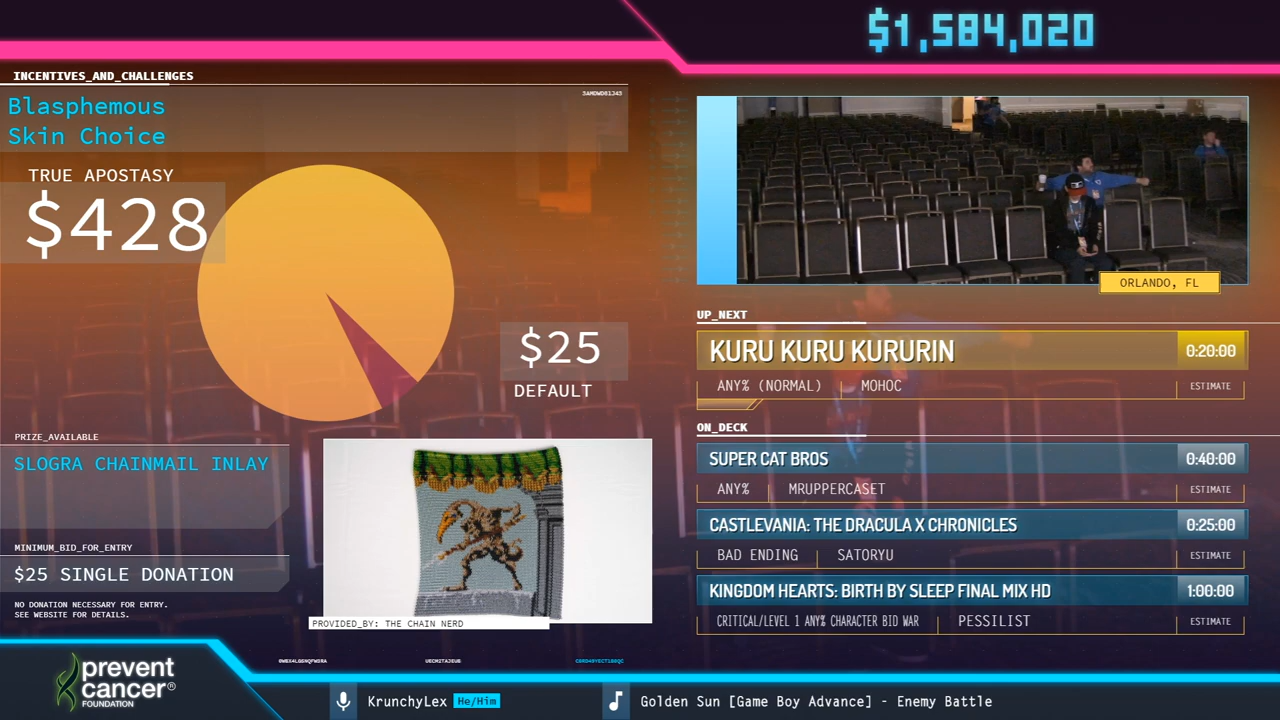 $1,584,020
INCENTIVES_AND_CHALLENGES
Blasphemous
Skin Choice
TRUE APOSTASY
$428
$25
DEFAULT
PRIZE_AVAILABLE
SLOGRA CHAINMAIL INLAY
MINIMUM_BID_FOR_ENTRY
$25 SINGLE DONATION
NO DONATION NECESSARY FOR ENTRY.
SEE WEBSITE FOR DETAILS.
PROVIDED_BY: THE CHAIN NERD
ORLANDO, FL
UP_NEXT
KURU KURU KURURIN 0:20:00
ANY% (NORMAL) MOHOC ESTIMATE
ON_DECK
SUPER CAT BROS 0:40:00
ANY% MRUPPERCASET ESTIMATE
CASTLEVANIA: THE DRACULA X CHRONICLES 0:25:00
BAD ENDING SATORYU ESTIMATE
KINGDOM HEARTS: BIRTH BY SLEEP FINAL MIX HD 1:00:00
CRITICAL/LEVEL 1 ANY% CHARACTER BID WAR PESSILIST ESTIMATE
prevent
cancer®
FOUNDATION
KrunchyLex He/Him
Golden Sun [Game Boy Advance] - Enemy Battle